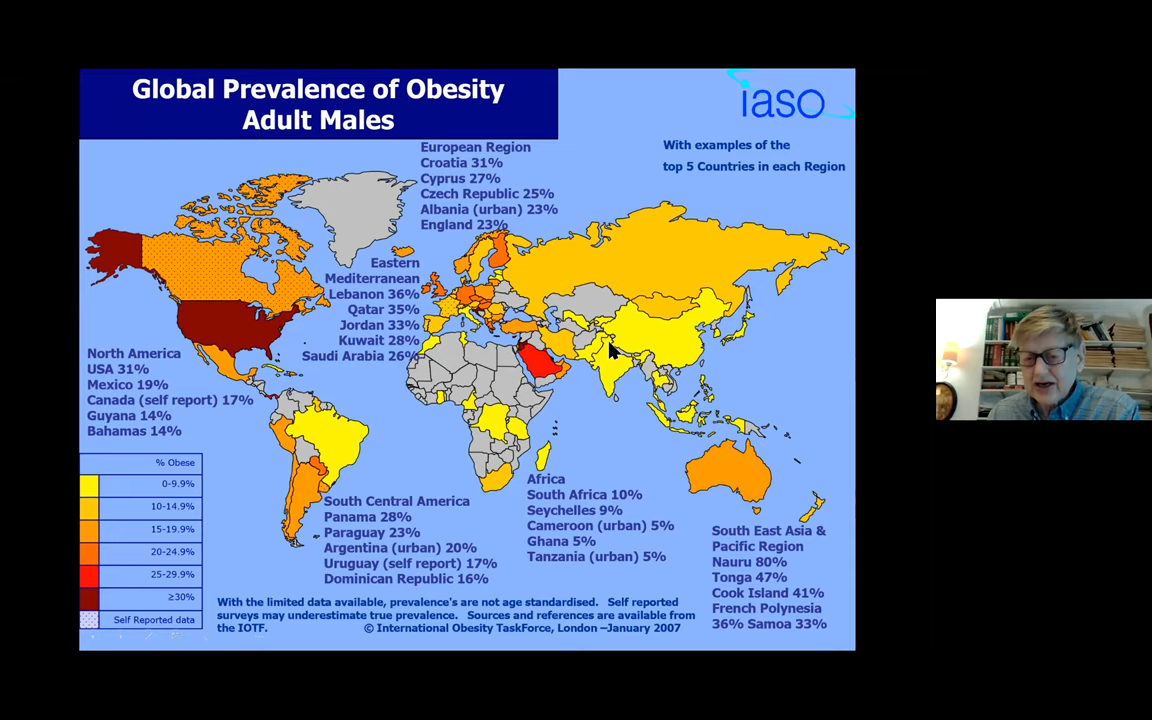 Global Prevalence of Obesity
Adult Males
iaso
With examples of the
top 5 Countries in each Region
European Region
Croatia 31%
Cyprus 27%
Czech Republic 25%
Albania (urban) 23%
England 23%
Eastern
Mediterranean
Lebanon 36%
Qatar 35%
Jordan 33%
Kuwait 28%
Saudi Arabia 26%
North America
USA 31%
Mexico 19%
Canada (self report) 17%
Guyana 14%
Bahamas 14%
% Obese
0-9.9%
10-14.9%
15-19.9%
20-24.9%
25-29.9%
≥30%
Self Reported data
South Central America
Panama 28%
Paraguay 23%
Argentina (urban) 20%
Uruguay (self report) 17%
Dominican Republic 16%
Africa
South Africa 10%
Seychelles 9%
Cameroon (urban) 5%
Ghana 5%
Tanzania (urban) 5%
South East Asia &
Pacific Region
Nauru 80%
Tonga 47%
Cook Island 41%
French Polynesia
36% Samoa 33%
With the limited data available, prevalence's are not age standardised. Self reported
surveys may underestimate true prevalence. Sources and references are available from
the IOTF. © International Obesity TaskForce, London –January 2007